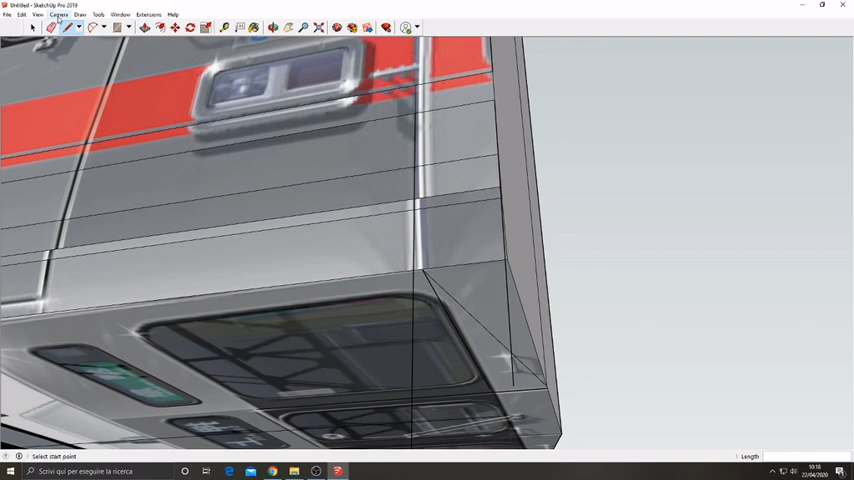 Untitled - SketchUp Pro 2019
File Edit View Camera Draw Tools Window Extensions Help
Select start point
Length
Scrivi qui per eseguire la ricerca
10:18
22/04/2020